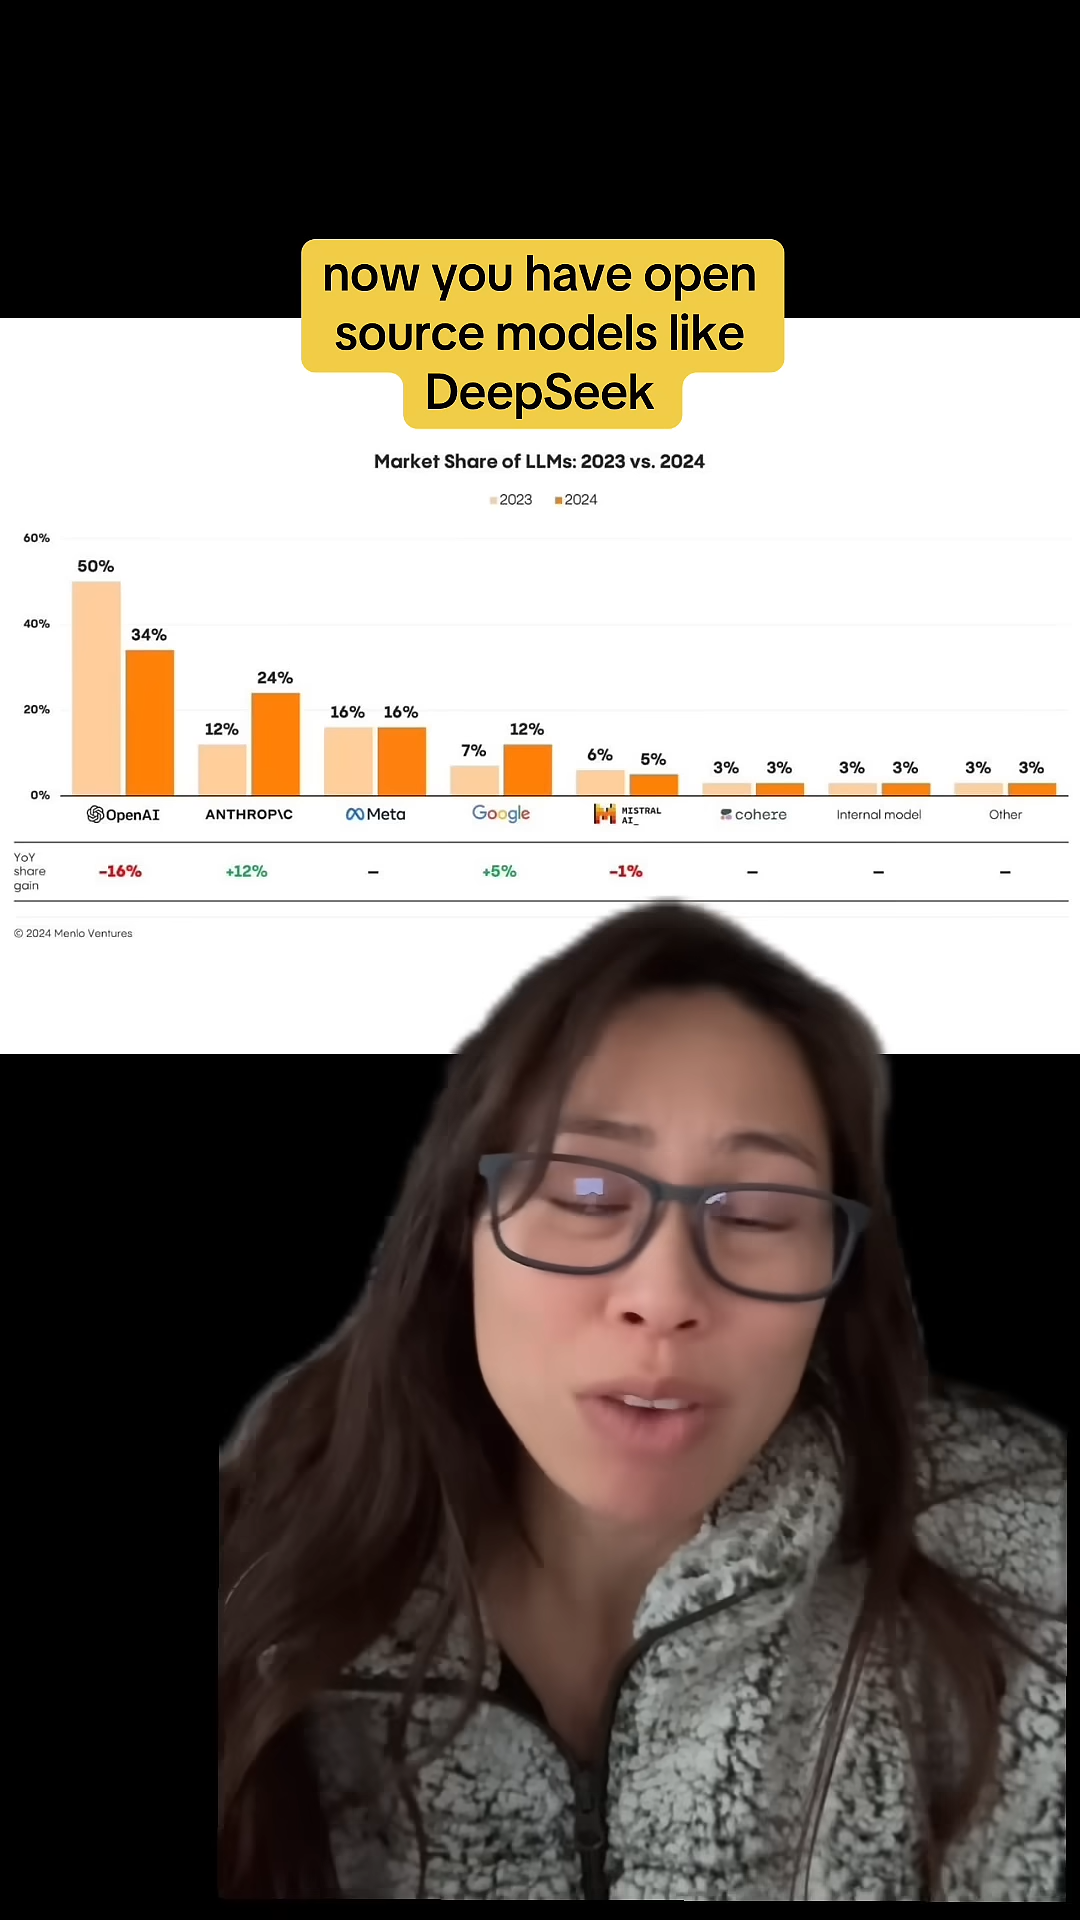 now you have open
source models like
DeepSeek
Market Share of LLMs: 2023 vs. 2024
2023 2024
60%
40%
20%
0%
50% 34%
12% 24%
16% 16%
7% 12%
6% 5%
3% 3%
3% 3%
3% 3%
OpenAI ANTHROP\C Meta Google MISTRAL AI_ cohere Internal model Other
YoY
share
gain
-16% +12% – +5% -1% – – –
© 2024 Menlo Ventures